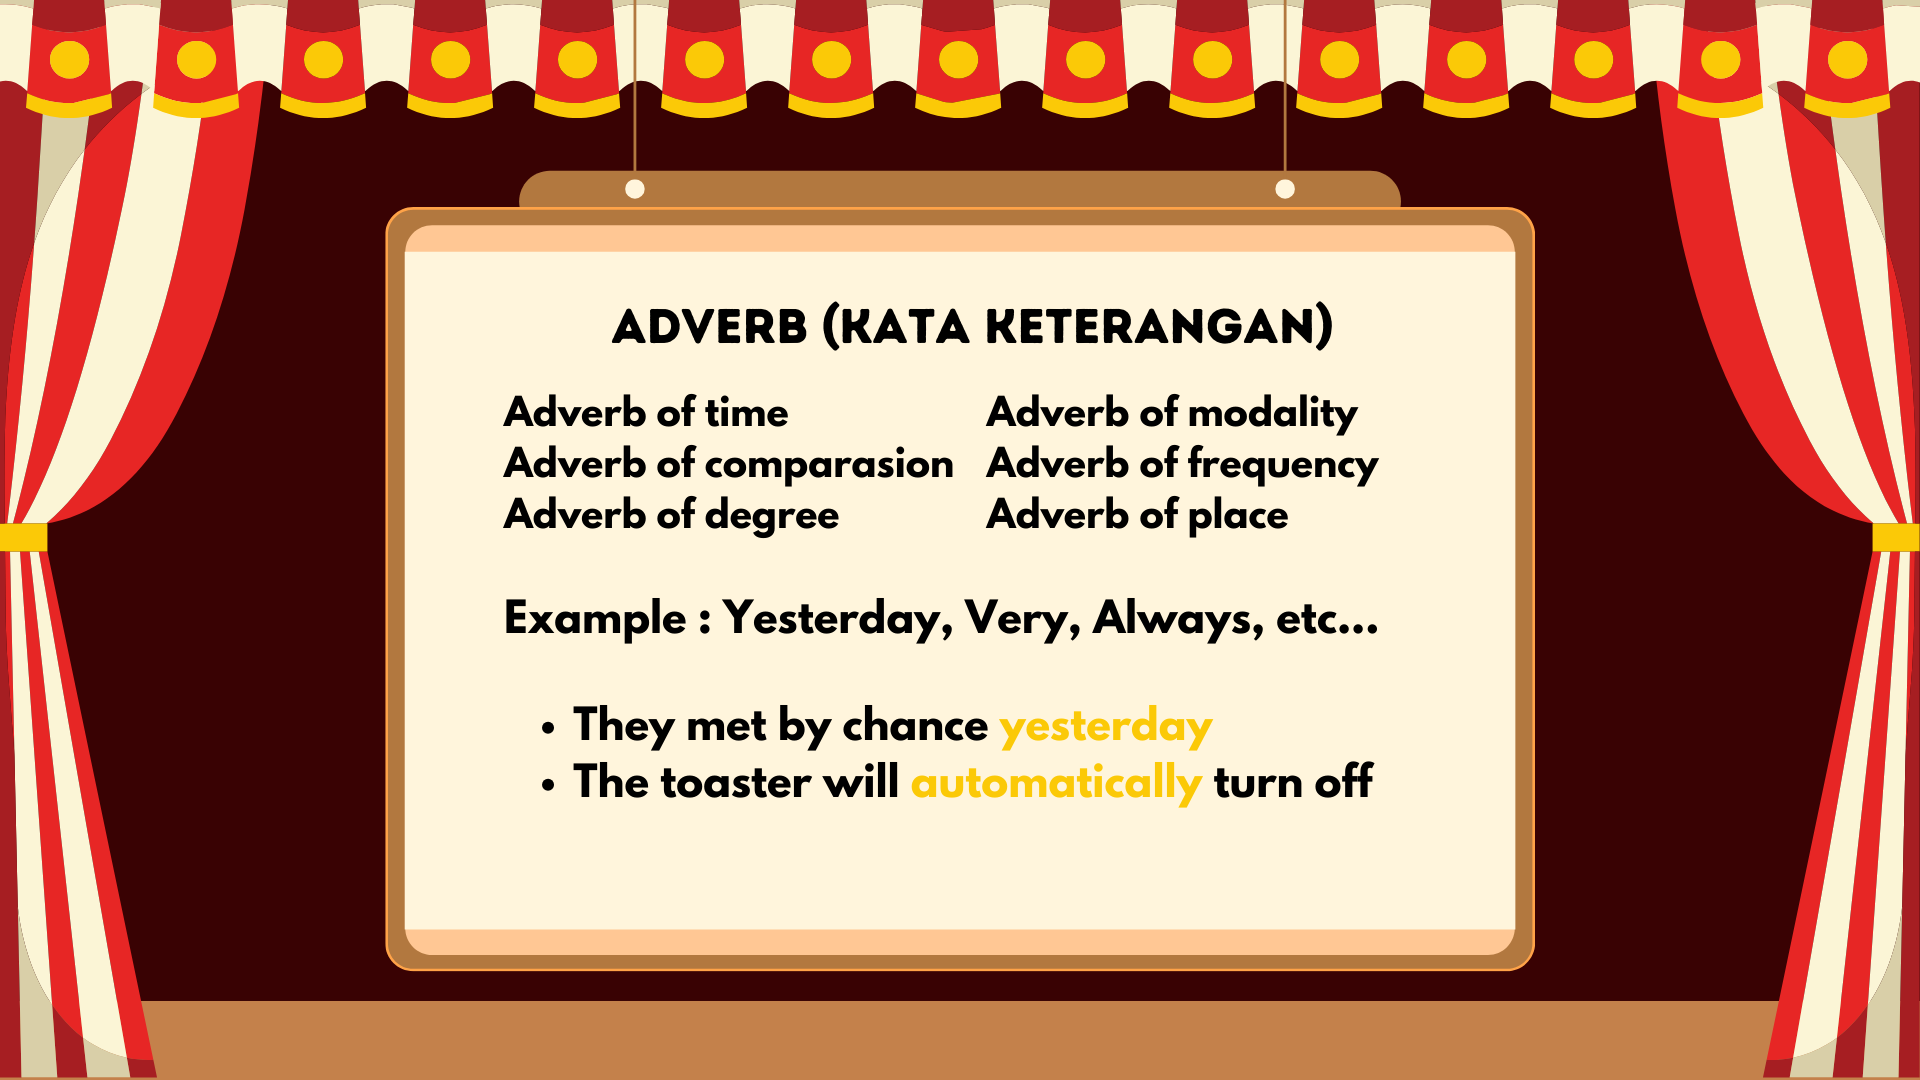 ADVERB (KATA KETERANGAN)
Adverb of time
Adverb of comparasion
Adverb of degree
Adverb of modality
Adverb of frequency
Adverb of place
Example : Yesterday, Very, Always, etc...
• They met by chance yesterday
• The toaster will automatically turn off